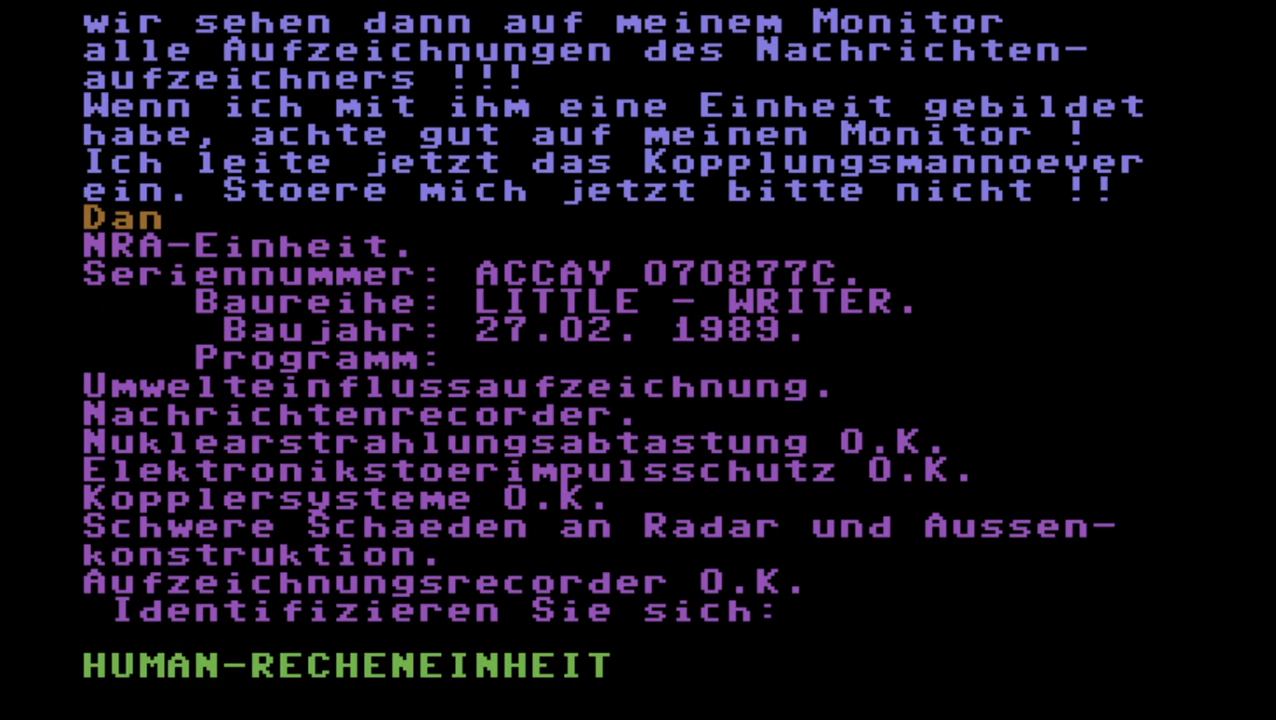 wir sehen dann auf meinem Monitor
alle Aufzeichnungen des Nachrichten-
aufzeichners !!!
Wenn ich mit ihm eine Einheit gebildet
habe, achte gut auf meinen Monitor !
Ich leite jetzt das Kopplungsmannoever
ein. Stoere mich jetzt bitte nicht !!
Dan
NRA-Einheit.
Seriennummer: ACCAY 070877C.
Baureihe: LITTLE - WRITER.
Baujahr: 27.02. 1989.
Programm:
Umwelteinflussaufzeichnung.
Nachrichtenrecorder.
Nuklearstrahlungsabtastung O.K.
Elektronikstoerimpulsschutz O.K.
Kopplersysteme O.K.
Schwere Schaeden an Radar und Aussen-
konstruktion.
Aufzeichnungsrecorder O.K.
Identifizieren Sie sich:
HUMAN-RECHENEINHEIT